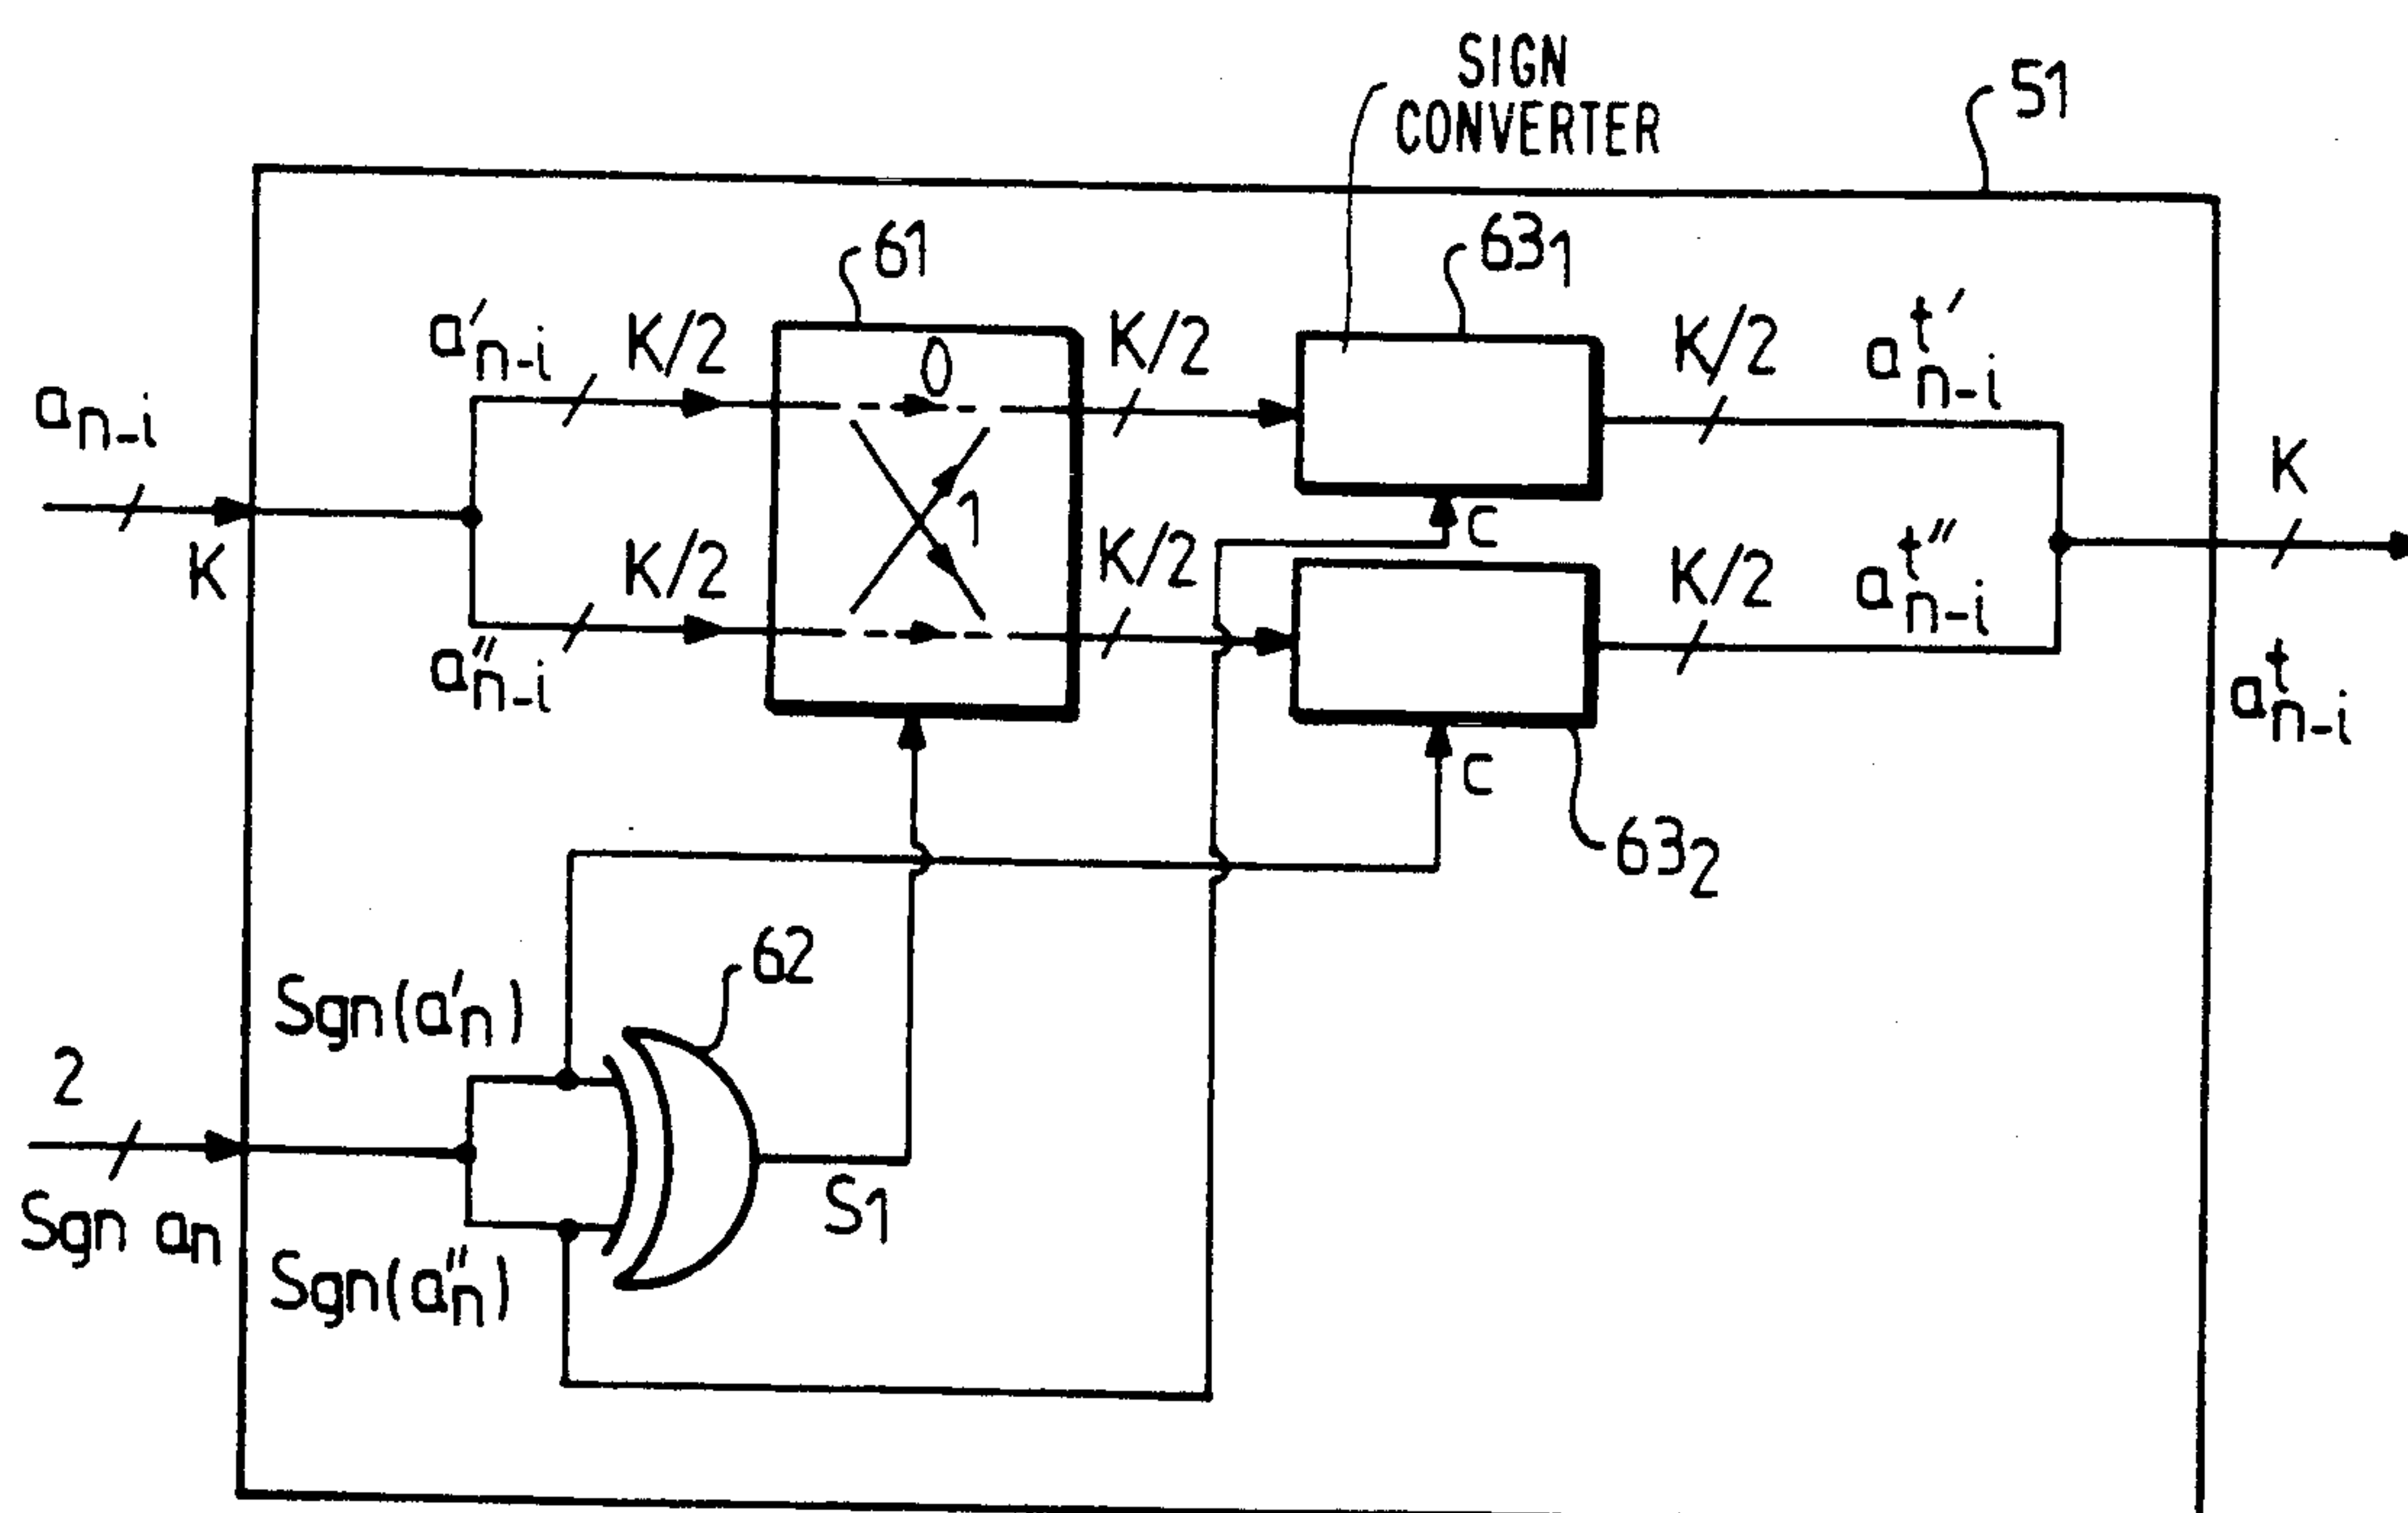 SIGN
CONVERTER
51
61
63₁
a′ₙ₋ᵢ
K/2
0
K/2
K/2
aᵗ′ₙ₋ᵢ
aₙ₋ᵢ
K
1
C
K
K/2
K/2
K/2
aᵗ″ₙ₋ᵢ
a″ₙ₋ᵢ
aᵗₙ₋ᵢ
C
63₂
62
Sgn(a′ₙ)
2
S1
Sgn aₙ
Sgn(a″ₙ)